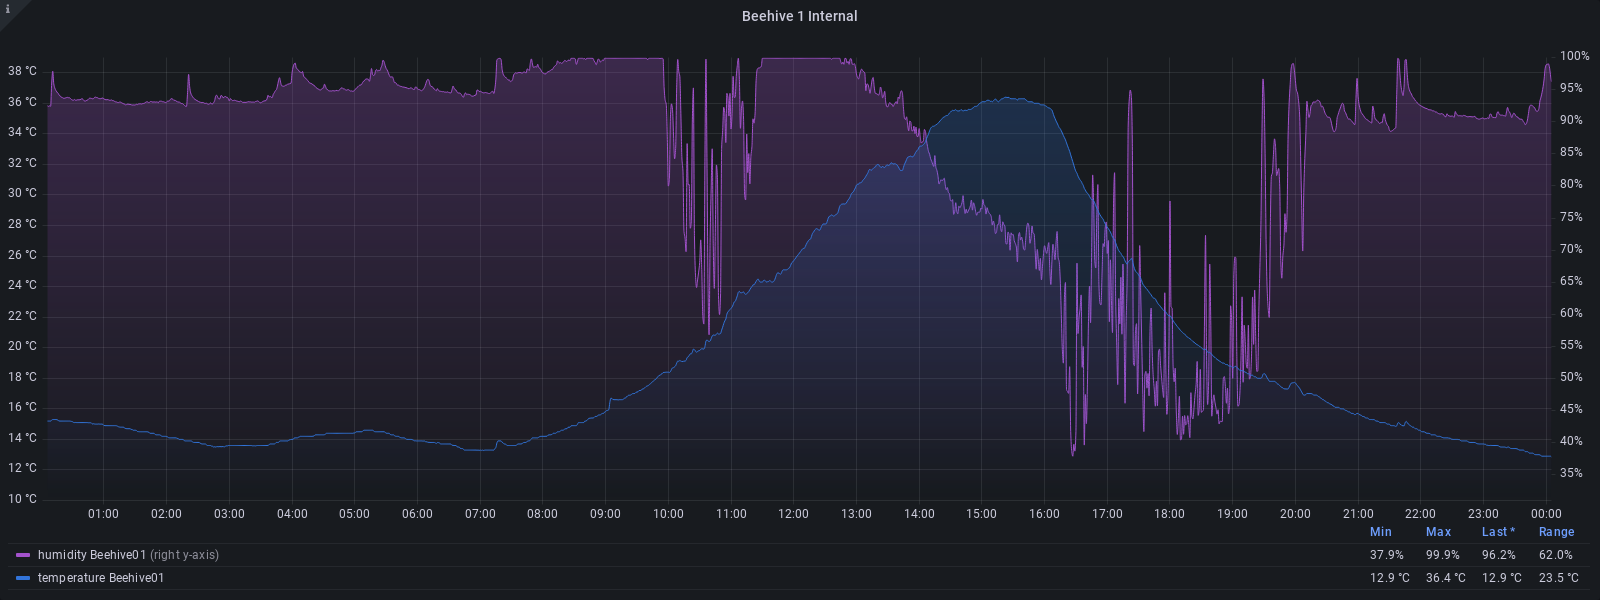 i
Beehive 1 Internal
38 °C
36 °C
34 °C
32 °C
30 °C
28 °C
26 °C
24 °C
22 °C
20 °C
18 °C
16 °C
14 °C
12 °C
10 °C
100%
95%
90%
85%
80%
75%
70%
65%
60%
55%
50%
45%
40%
35%
01:00 02:00 03:00 04:00 05:00 06:00 07:00 08:00 09:00 10:00 11:00 12:00 13:00 14:00 15:00 16:00 17:00 18:00 19:00 20:00 21:00 22:00 23:00 00:00
Min Max Last * Range
humidity Beehive01 (right y-axis) 37.9% 99.9% 96.2% 62.0%
temperature Beehive01 12.9 °C 36.4 °C 12.9 °C 23.5 °C